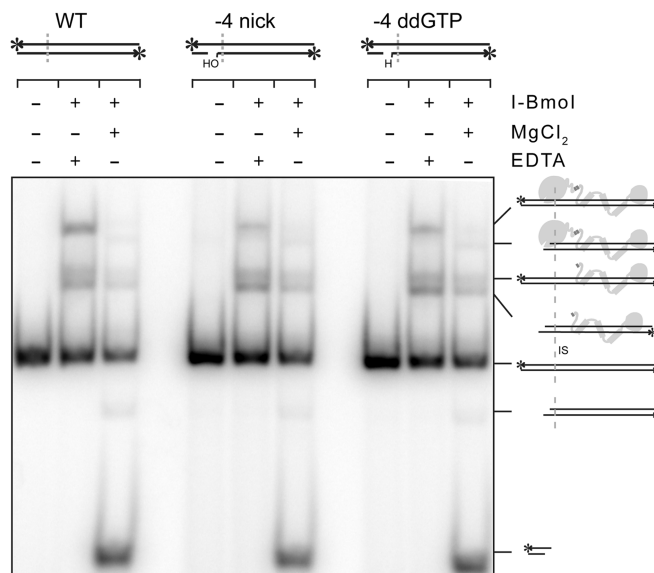 WT -4 nick -4 ddGTP
* * * * * *
HO H
– + + – + + – + + I-BmoI
– – + – – + – – + MgCl₂
– + – – + – – + – EDTA
*
*
*
*
IS
*
*